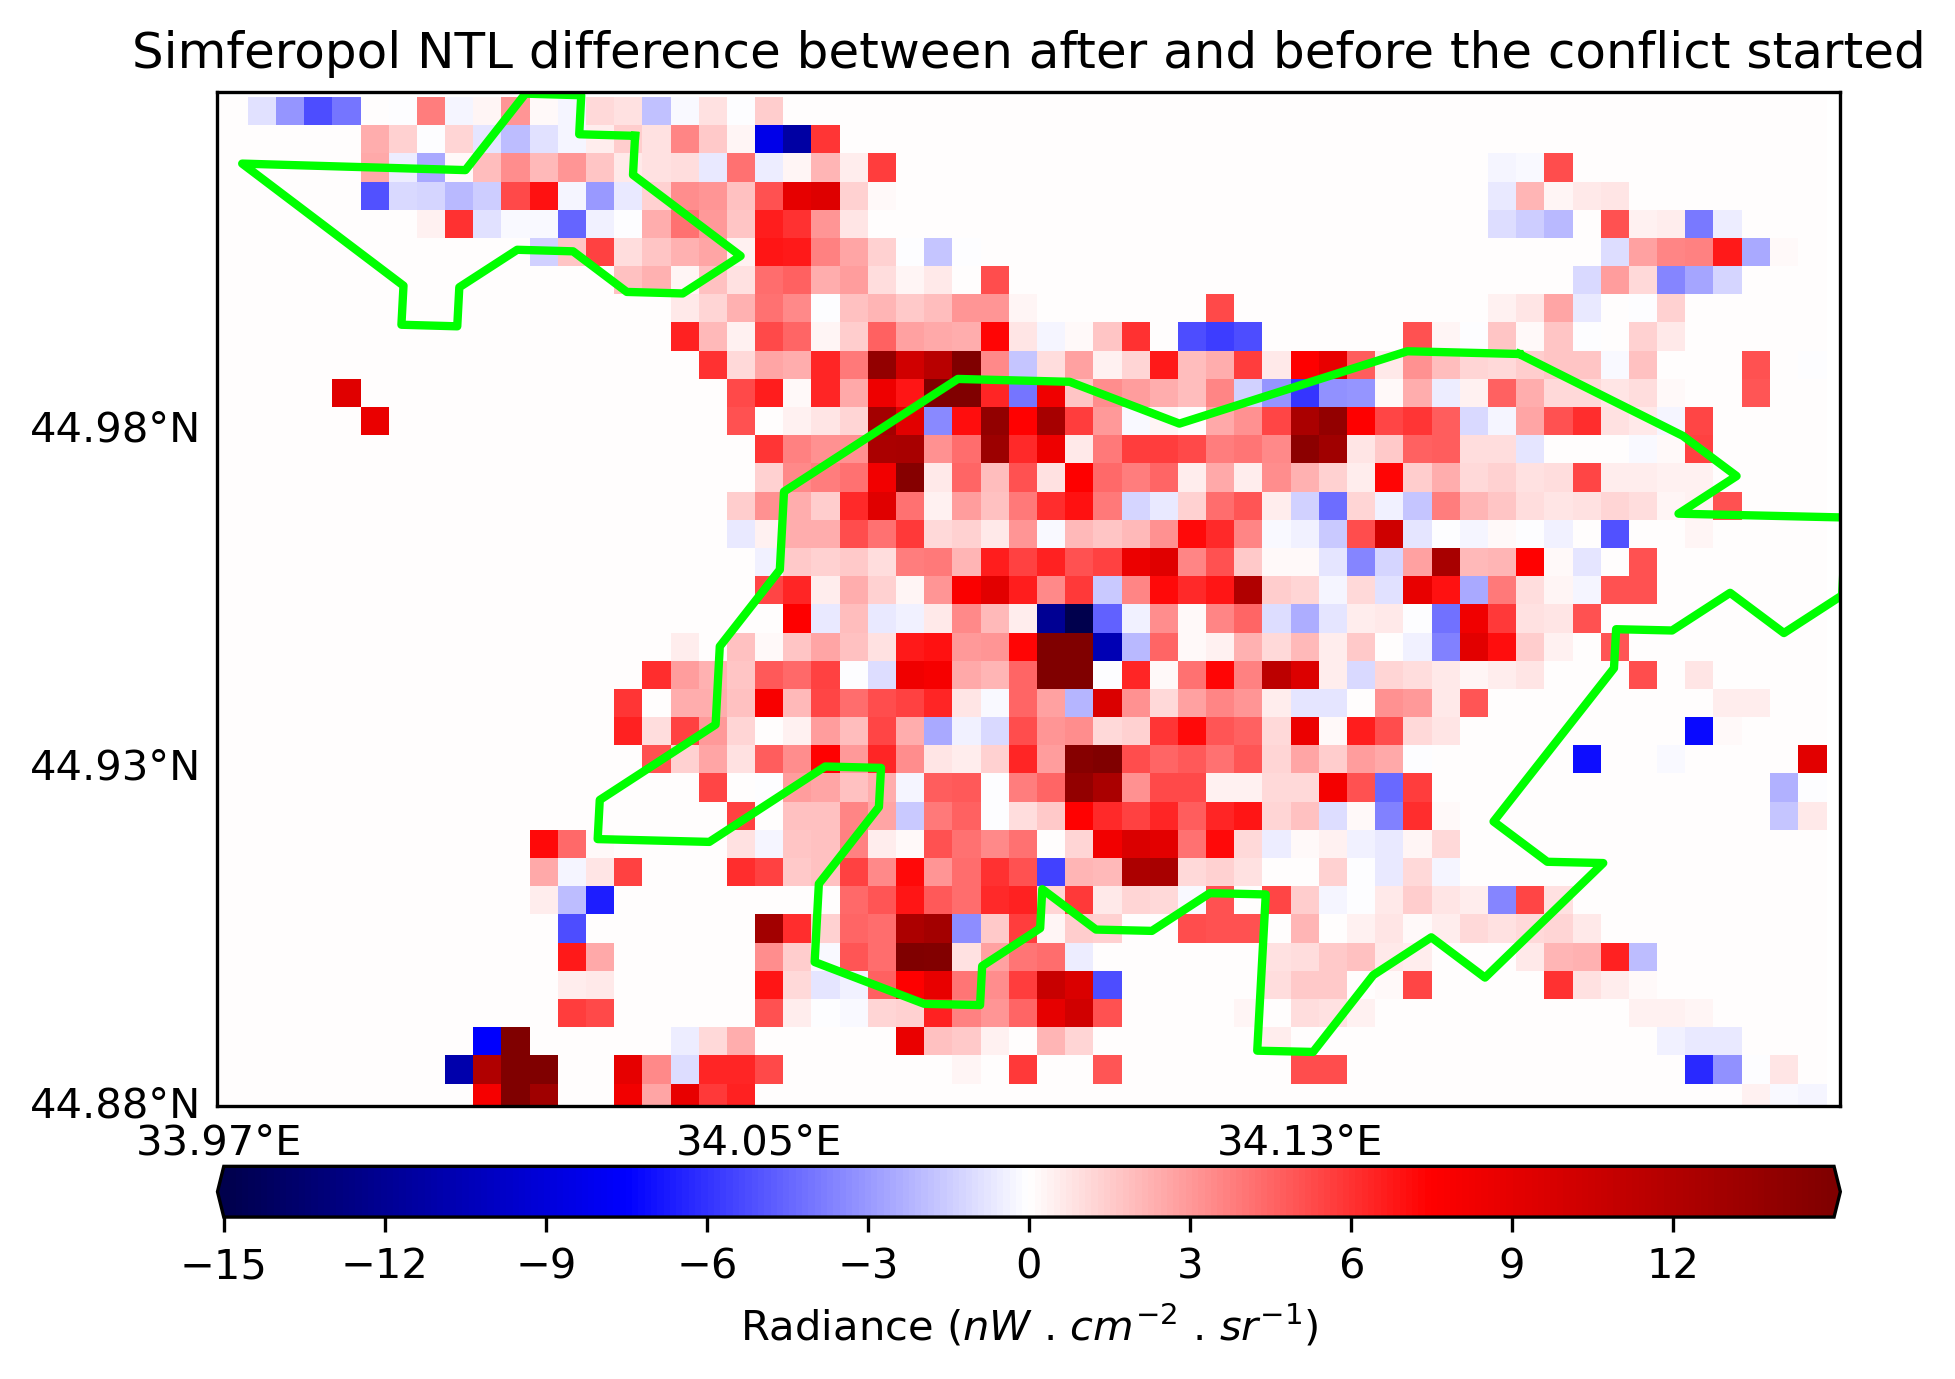 Simferopol NTL difference between after and before the conflict started
44.98°N
44.93°N
44.88°N
33.97°E 34.05°E 34.13°E
−15 −12 −9 −6 −3 0 3 6 9 12
Radiance (nW . cm⁻² . sr⁻¹)